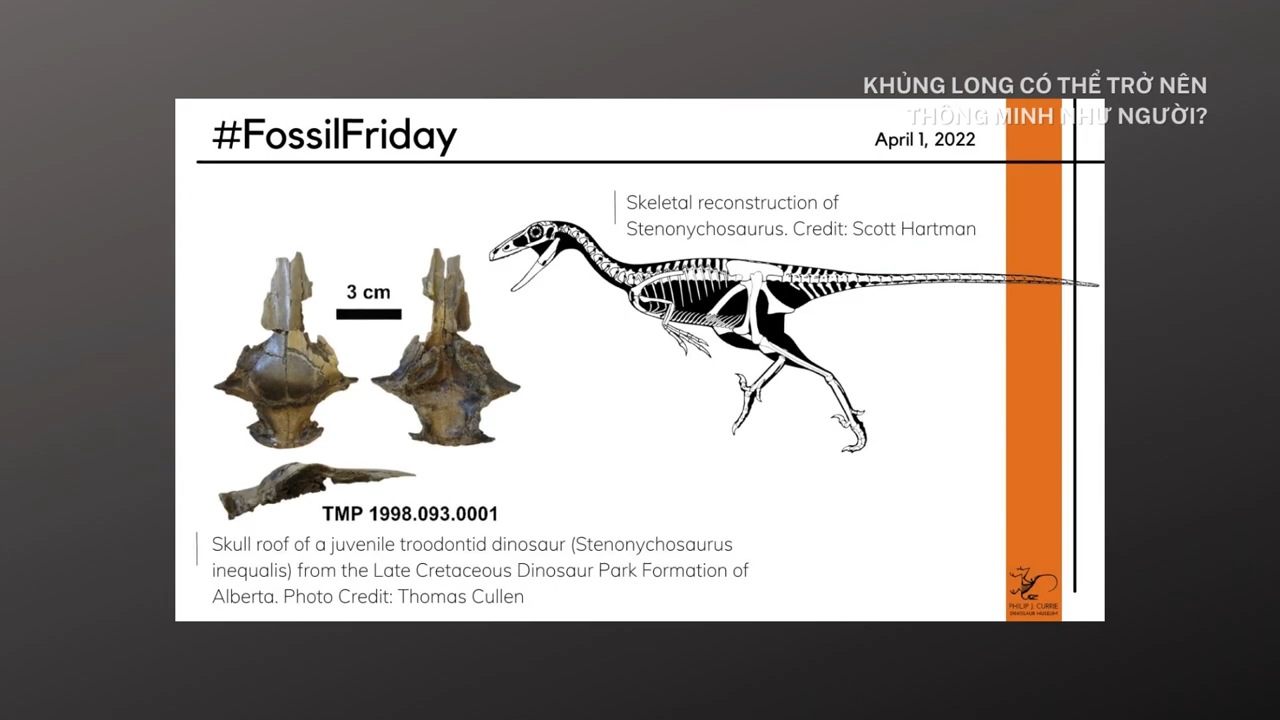 KHỦNG LONG CÓ THỂ TRỞ NÊN
THÔNG MINH NHƯ NGƯỜI?
#FossilFriday
April 1, 2022
Skeletal reconstruction of
Stenonychosaurus. Credit: Scott Hartman
3 cm
TMP 1998.093.0001
Skull roof of a juvenile troodontid dinosaur (Stenonychosaurus
inequalis) from the Late Cretaceous Dinosaur Park Formation of
Alberta. Photo Credit: Thomas Cullen
PHILIP J. CURRIE
DINOSAUR MUSEUM